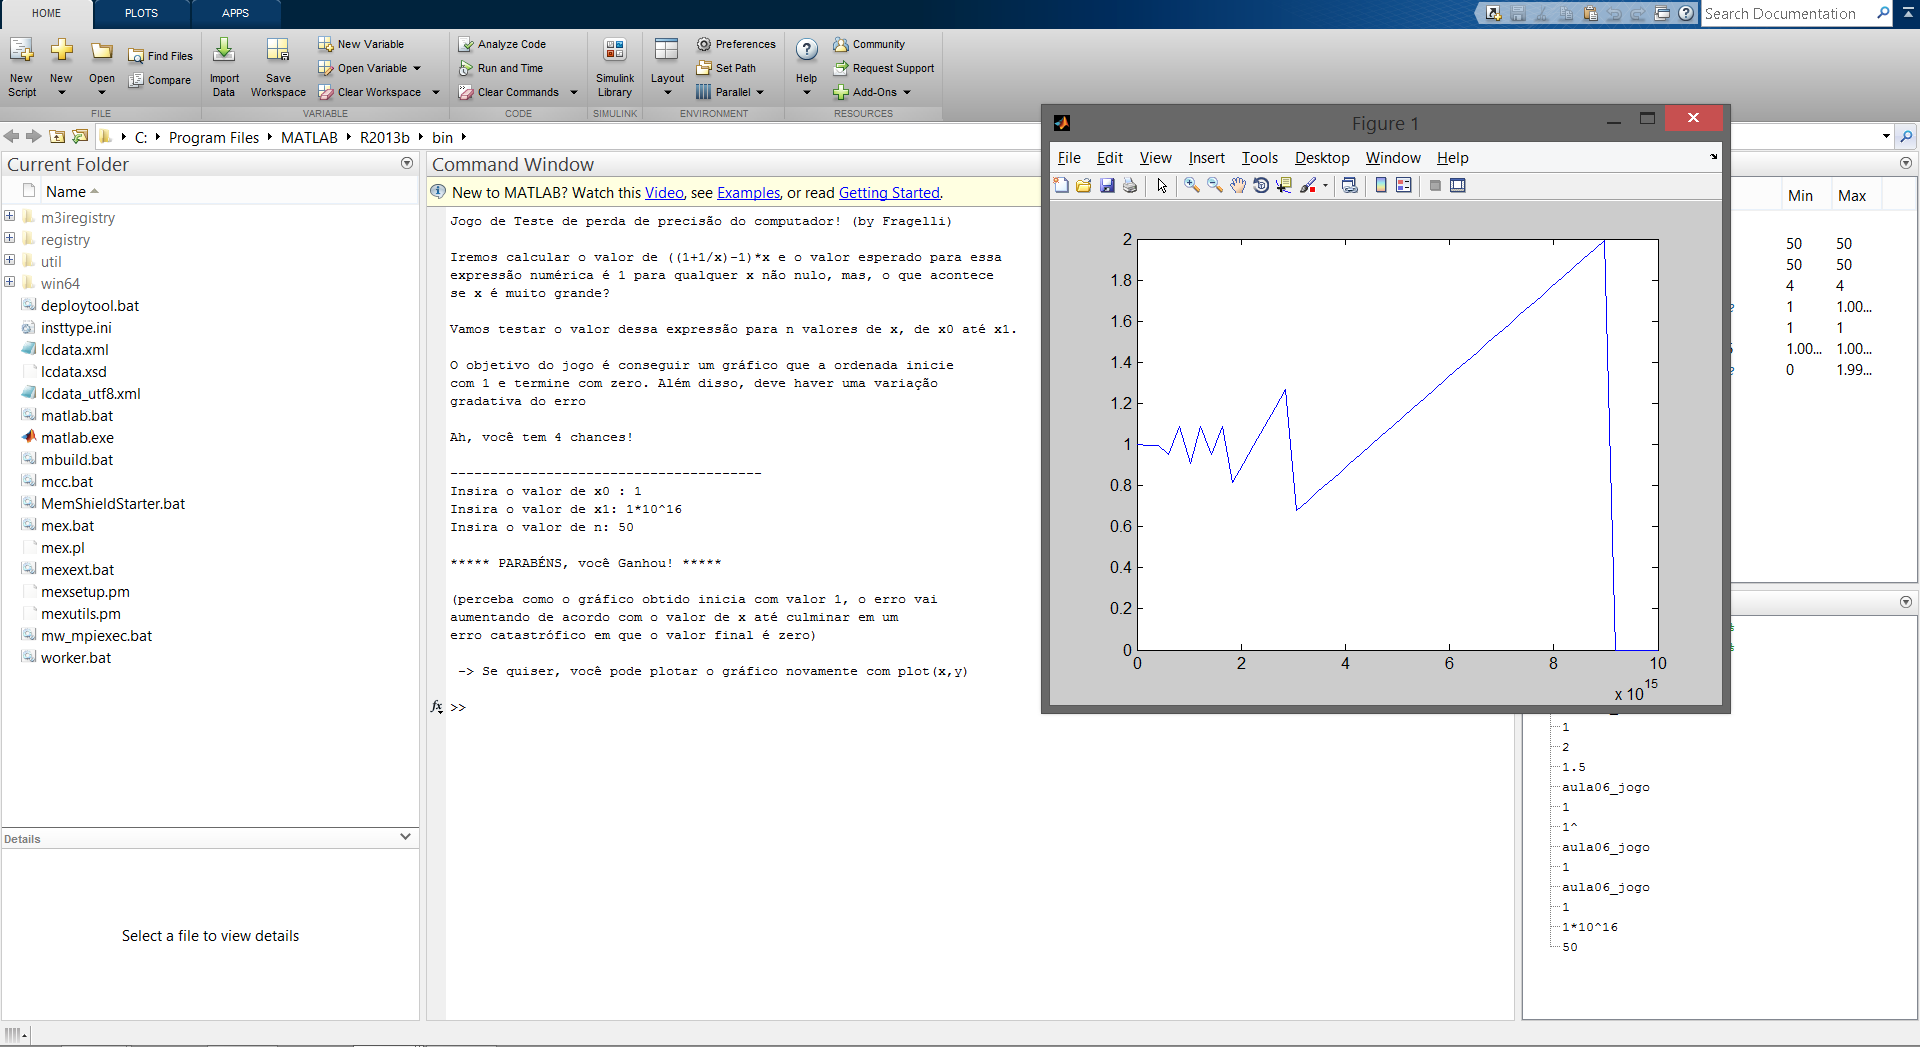 HOME
PLOTS
APPS
Search Documentation
New Script
New
Open
Find Files
Compare
Import Data
Save Workspace
New Variable
Open Variable
Clear Workspace
Analyze Code
Run and Time
Clear Commands
Simulink Library
Layout
Preferences
Set Path
Parallel
Help
Community
Request Support
Add-Ons
FILE
VARIABLE
CODE
SIMULINK
ENVIRONMENT
RESOURCES
C: Program Files MATLAB R2013b bin
Current Folder
Name
m3iregistry
registry
util
win64
deploytool.bat
insttype.ini
lcdata.xml
lcdata.xsd
lcdata_utf8.xml
matlab.bat
matlab.exe
mbuild.bat
mcc.bat
MemShieldStarter.bat
mex.bat
mex.pl
mexext.bat
mexsetup.pm
mexutils.pm
mw_mpiexec.bat
worker.bat
Details
Select a file to view details
Command Window
New to MATLAB? Watch this Video, see Examples, or read Getting Started.
Jogo de Teste de perda de precisão do computador! (by Fragelli)
Iremos calcular o valor de ((1+1/x)-1)*x e o valor esperado para essa
expressão numérica é 1 para qualquer x não nulo, mas, o que acontece
se x é muito grande?
Vamos testar o valor dessa expressão para n valores de x, de x0 até x1.
O objetivo do jogo é conseguir um gráfico que a ordenada inicie
com 1 e termine com zero. Além disso, deve haver uma variação
gradativa do erro
Ah, você tem 4 chances!
---------------------------------------
Insira o valor de x0 : 1
Insira o valor de x1: 1*10^16
Insira o valor de n: 50
***** PARABÉNS, você Ganhou! *****
(perceba como o gráfico obtido inicia com valor 1, o erro vai
aumentando de acordo com o valor de x até culminar em um
erro catastrófico em que o valor final é zero)
-> Se quiser, você pode plotar o gráfico novamente com plot(x,y)
fx >>
Figure 1
File Edit View Insert Tools Desktop Window Help
2
1.8
1.6
1.4
1.2
1
0.8
0.6
0.4
0.2
0
0 2 4 6 8 10
x 10^15
Min Max
50 50
50 50
4 4
1 1.00...
1 1
1.00... 1.00...
0 1.99...
1
2
1.5
aula06_jogo
1
1^
aula06_jogo
1
aula06_jogo
1
1*10^16
50